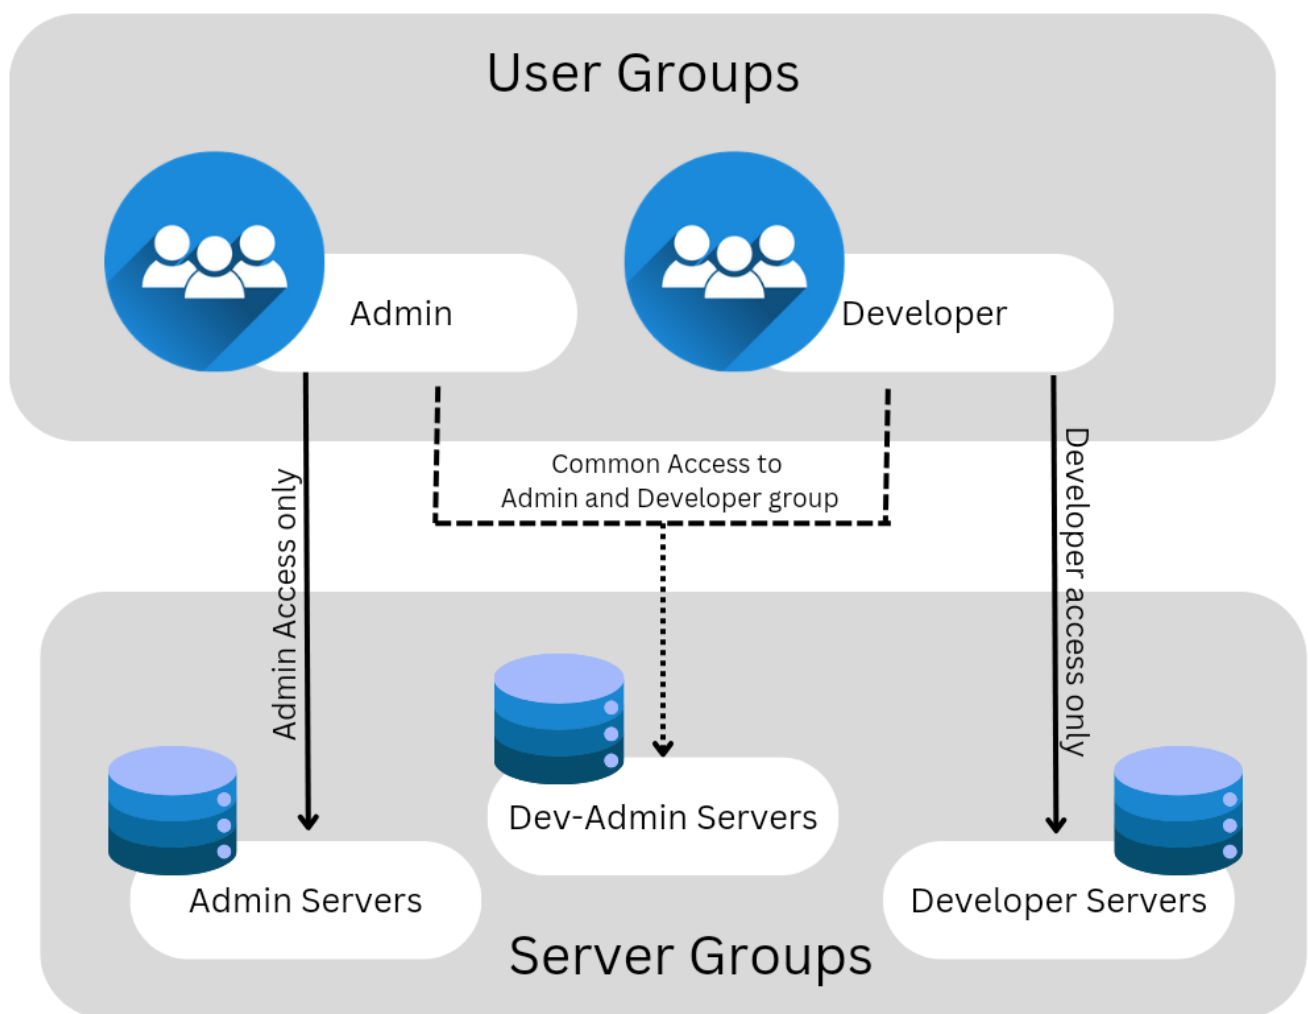 User Groups
Admin
Developer
Common Access to
Admin and Developer group
Admin Access only
Developer access only
Dev-Admin Servers
Admin Servers
Developer Servers
Server Groups